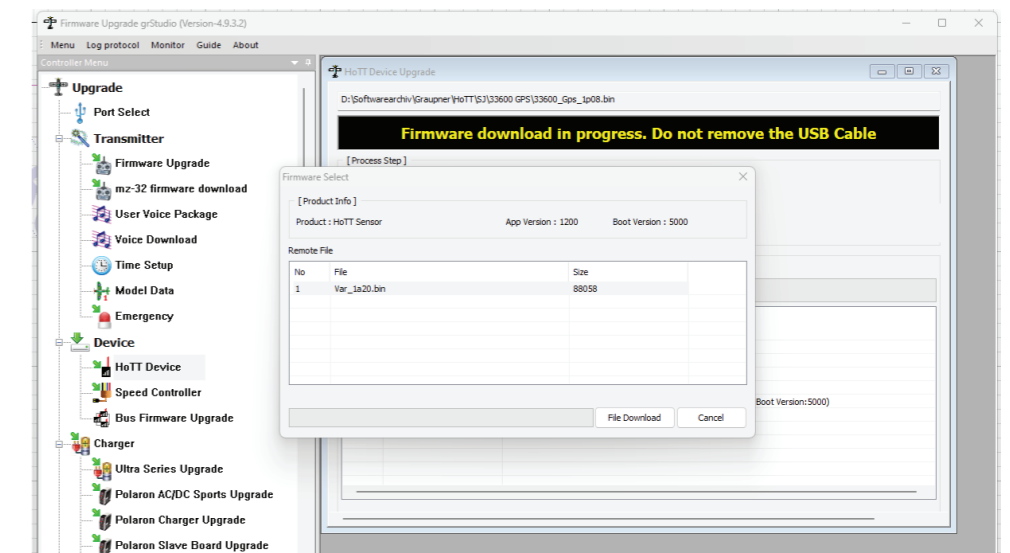 Firmware Upgrade grStudio (Version-4.9.3.2)
Menu Log protocol Monitor Guide About
Controller Menu
Upgrade
Port Select
Transmitter
Firmware Upgrade
mz-32 firmware download
User Voice Package
Voice Download
Time Setup
Model Data
Emergency
Device
HoTT Device
Speed Controller
Bus Firmware Upgrade
Charger
Ultra Series Upgrade
Polaron AC/DC Sports Upgrade
Polaron Charger Upgrade
Polaron Slave Board Upgrade
HoTT Device Upgrade
D:\Softwarearchiv\Graupner\HoTT\SJ\33600 GPS\33600_Gps_1p08.bin
Firmware download in progress. Do not remove the USB Cable
[Process Step]
Firmware Select
[Product Info]
Product : HoTT Sensor App Version : 1200 Boot Version : 5000
Remote File
No File Size
1 Var_1a20.bin 88058
Boot Version:5000)
File Download Cancel